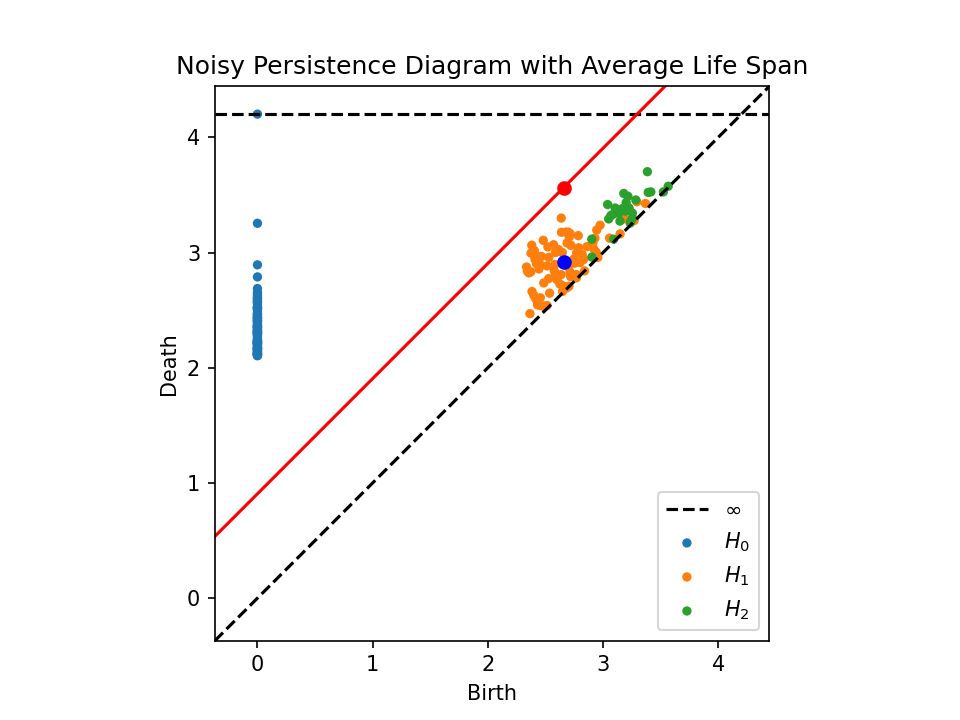 Noisy Persistence Diagram with Average Life Span
4
3
2
1
0
Death
0 1 2 3 4
Birth
∞
H₀
H₁
H₂